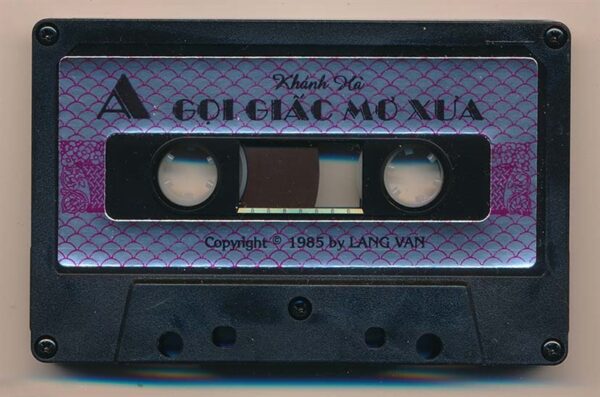 Khánh Hà
A GỌI GIẤC MƠ XƯA
Copyright © 1985 by LANG VAN